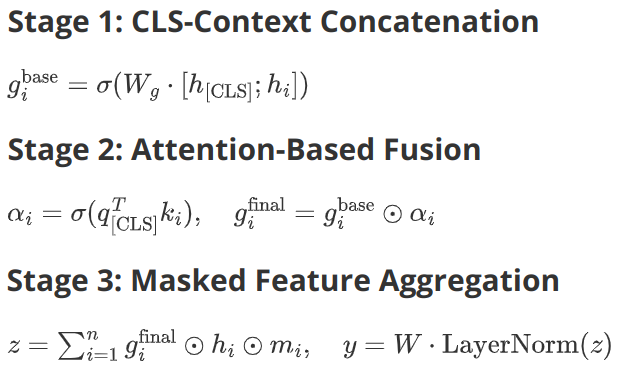 Stage 1: CLS-Context Concatenation
$g_i^{\text{base}} = \sigma(W_g \cdot [h_{[\text{CLS}]}; h_i])$
Stage 2: Attention-Based Fusion
$\alpha_i = \sigma(q_{[\text{CLS}]}^T k_i), \quad g_i^{\text{final}} = g_i^{\text{base}} \odot \alpha_i$
Stage 3: Masked Feature Aggregation
$z = \sum_{i=1}^{n} g_i^{\text{final}} \odot h_i \odot m_i, \quad y = W \cdot \text{LayerNorm}(z)$